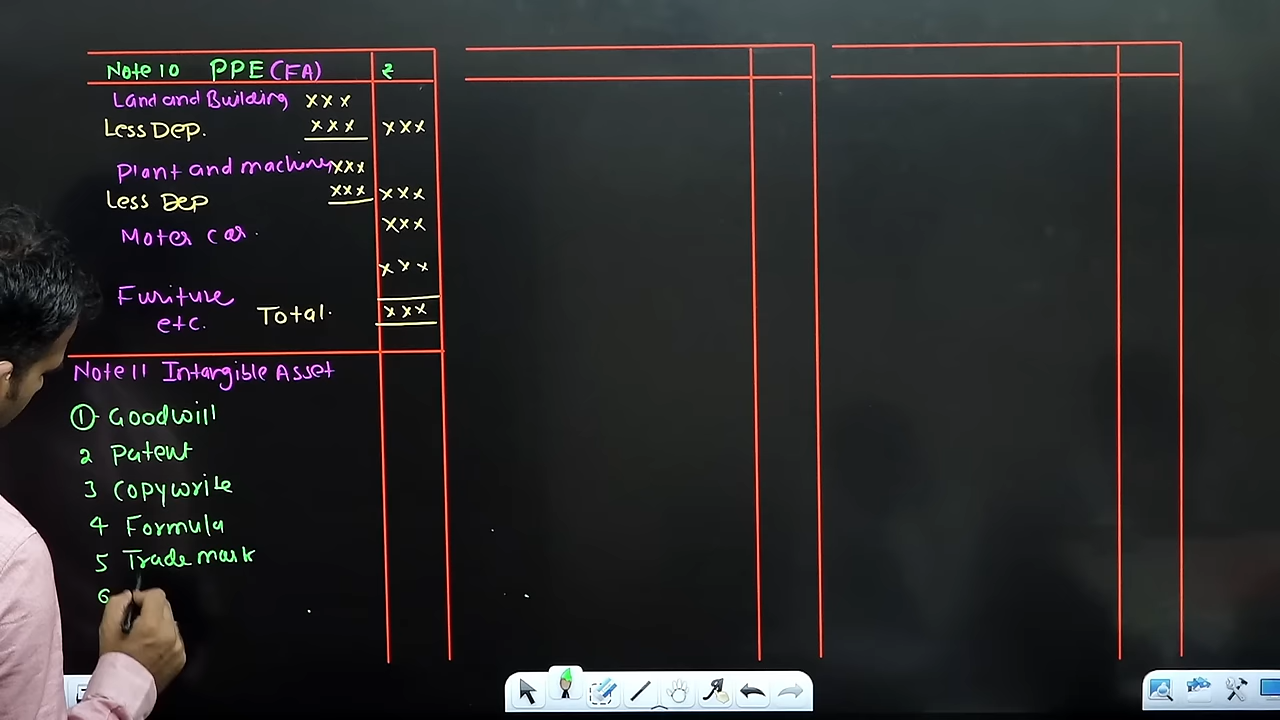 Note 10 PPE (FA) ₹
Land and Building xxx
Less Dep. xxx xxx
Plant and machinery xxx
Less Dep xxx xxx
Moter car. xxx
xxx
Furiture
etc. Total. xxx
Note 11 Intangible Asset
① Goodwill
2 Patent
3 Copywrite
4 Formula
5 Trade mark
6